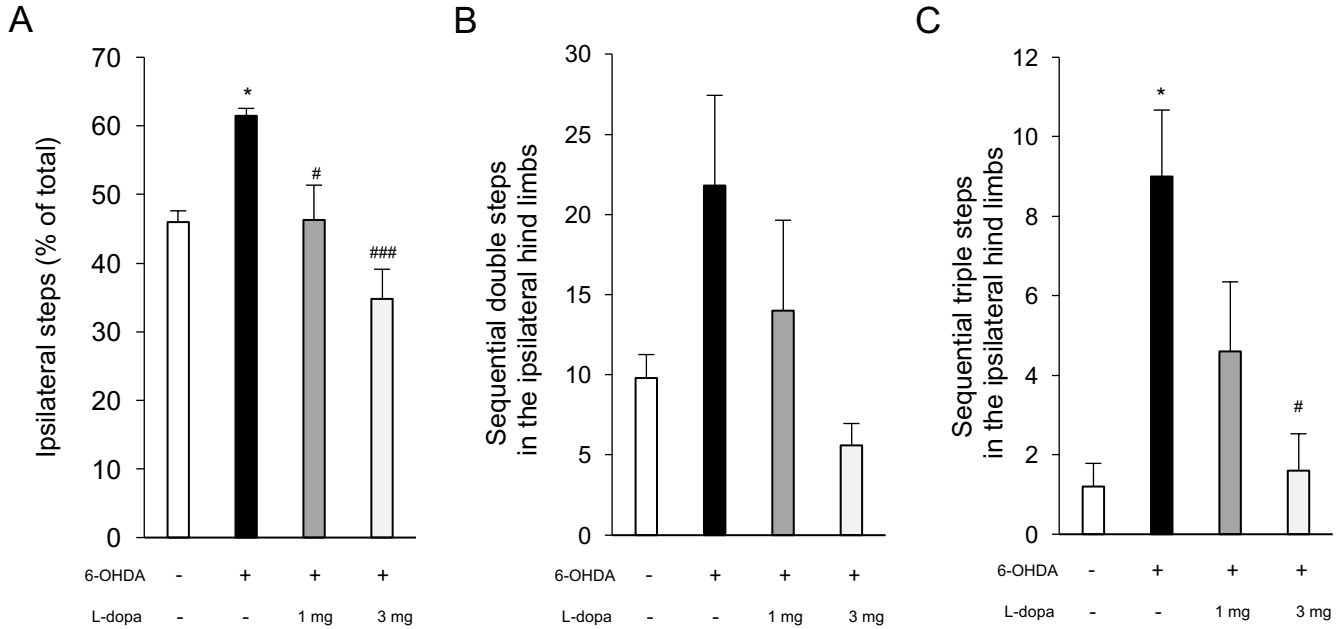 A
Ipsilateral steps (% of total)
70
60
50
40
30
20
10
0
*
#
###
6-OHDA - + + +
L-dopa - - 1 mg 3 mg
B
Sequential double steps
in the ipsilateral hind limbs
30
25
20
15
10
5
0
- + + +
- - 1 mg 3 mg
C
Sequential triple steps
in the ipsilateral hind limbs
12
10
8
6
4
2
0
*
#
6-OHDA - + + +
L-dopa - - 1 mg 3 mg